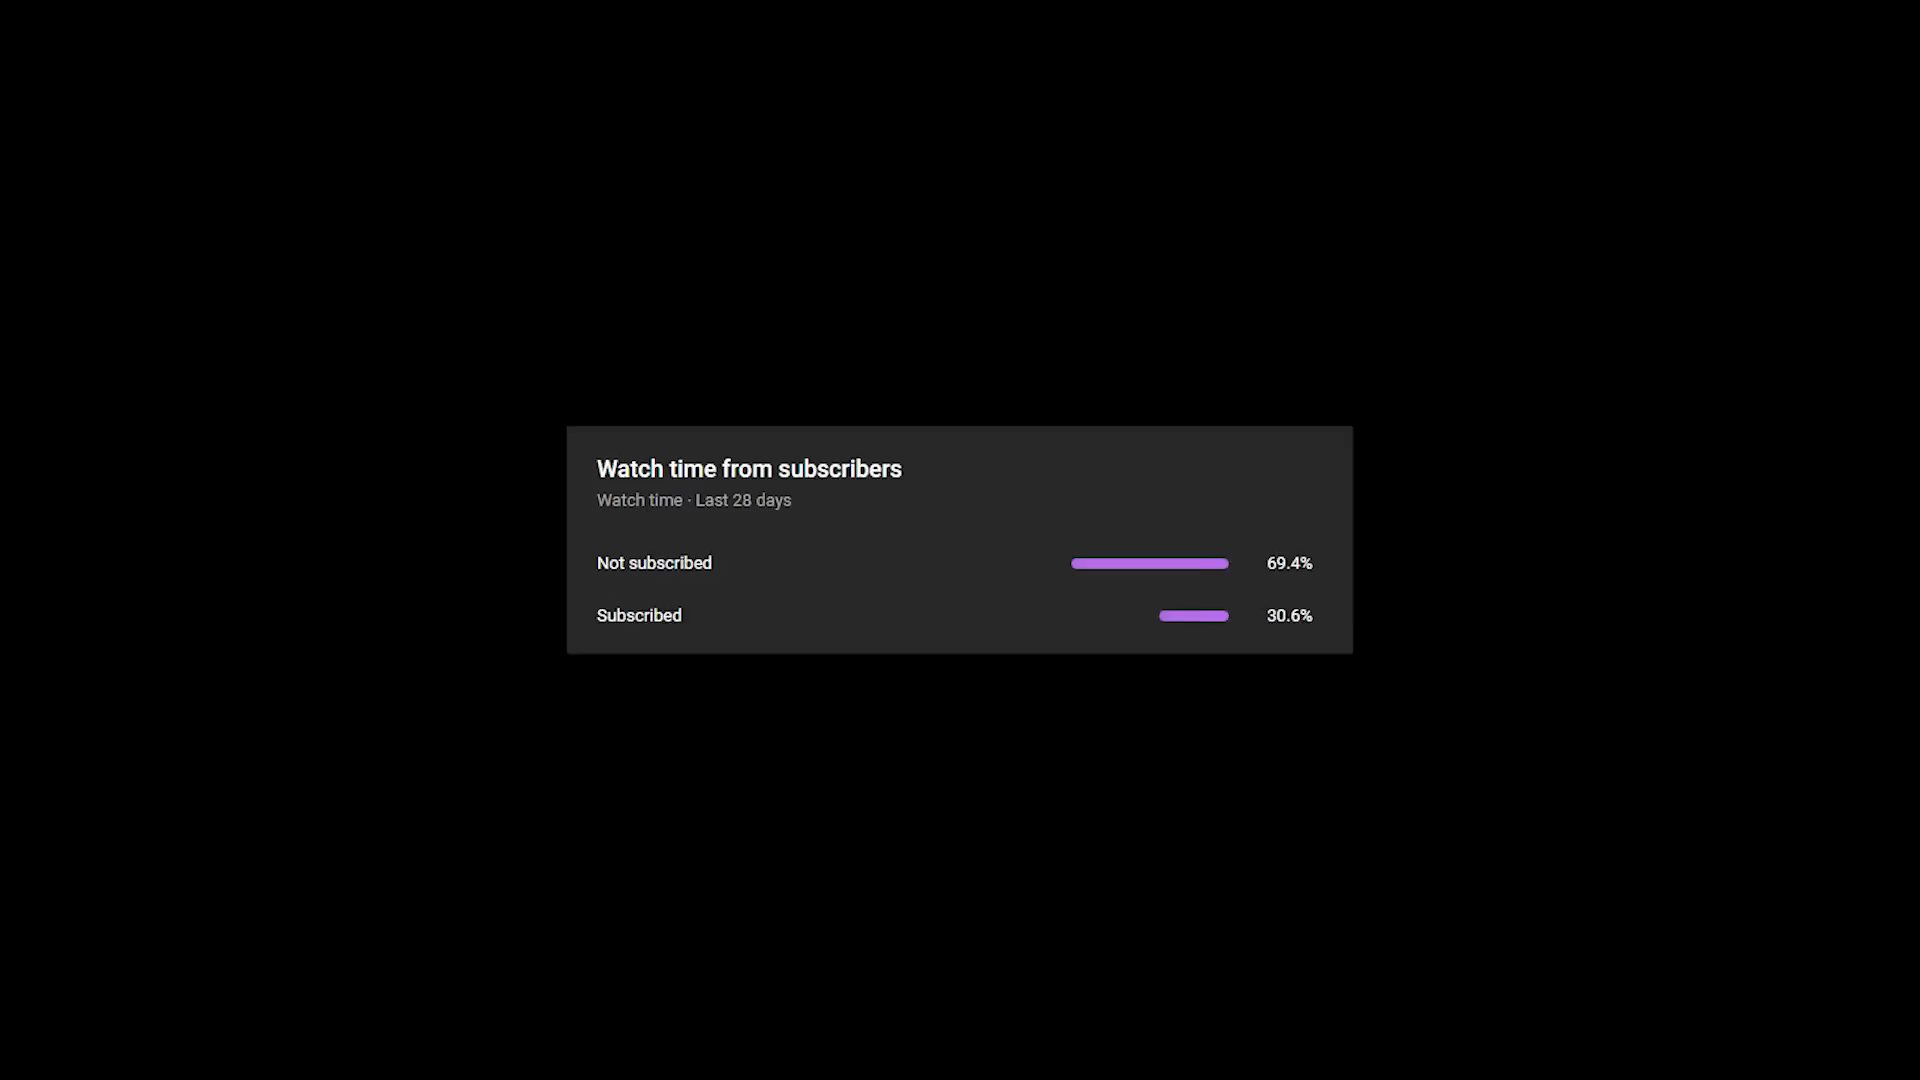 Watch time from subscribers
Watch time · Last 28 days
Not subscribed 69.4%
Subscribed 30.6%